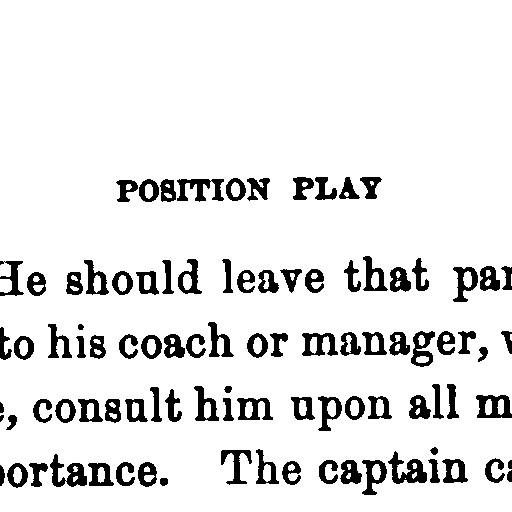 POSITION PLAY
He should leave that par
to his coach or manager,
e, consult him upon all m
portance. The captain ca